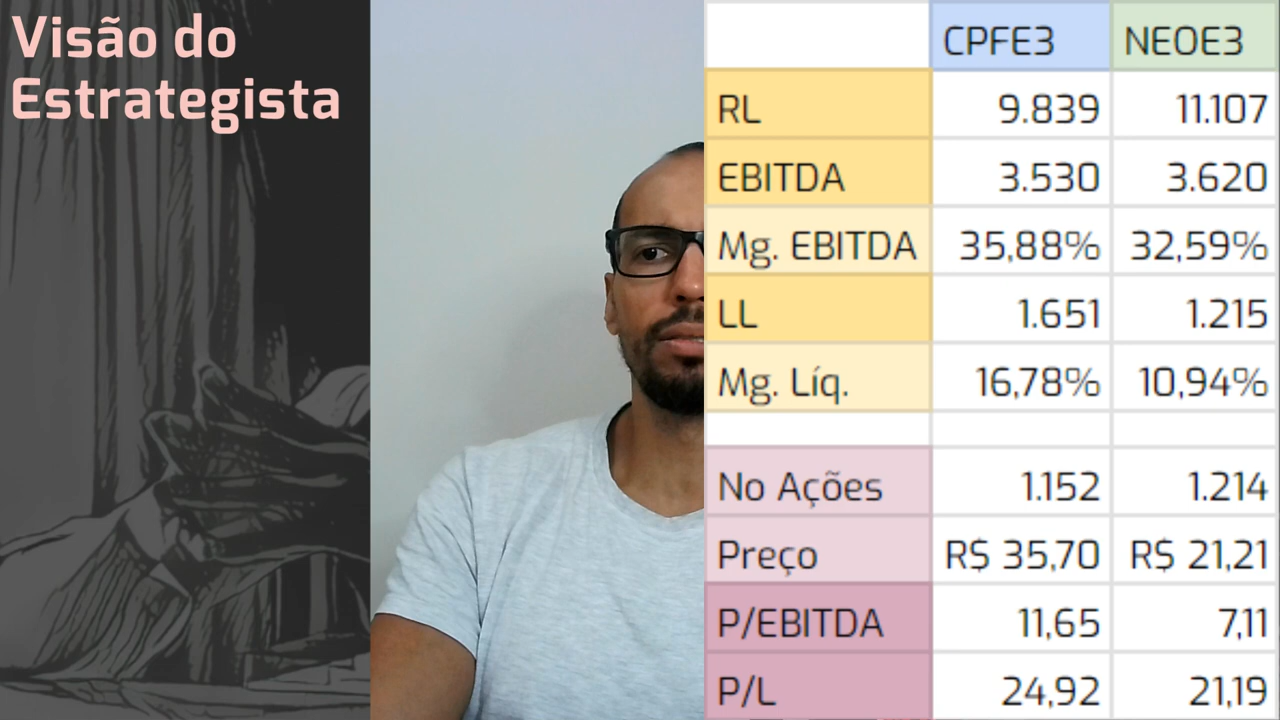 Visão do
Estrategista
CPFE3 NEOE3
RL 9.839 11.107
EBITDA 3.530 3.620
Mg. EBITDA 35,88% 32,59%
LL 1.651 1.215
Mg. Líq. 16,78% 10,94%
No Ações 1.152 1.214
Preço R$ 35,70 R$ 21,21
P/EBITDA 11,65 7,11
P/L 24,92 21,19